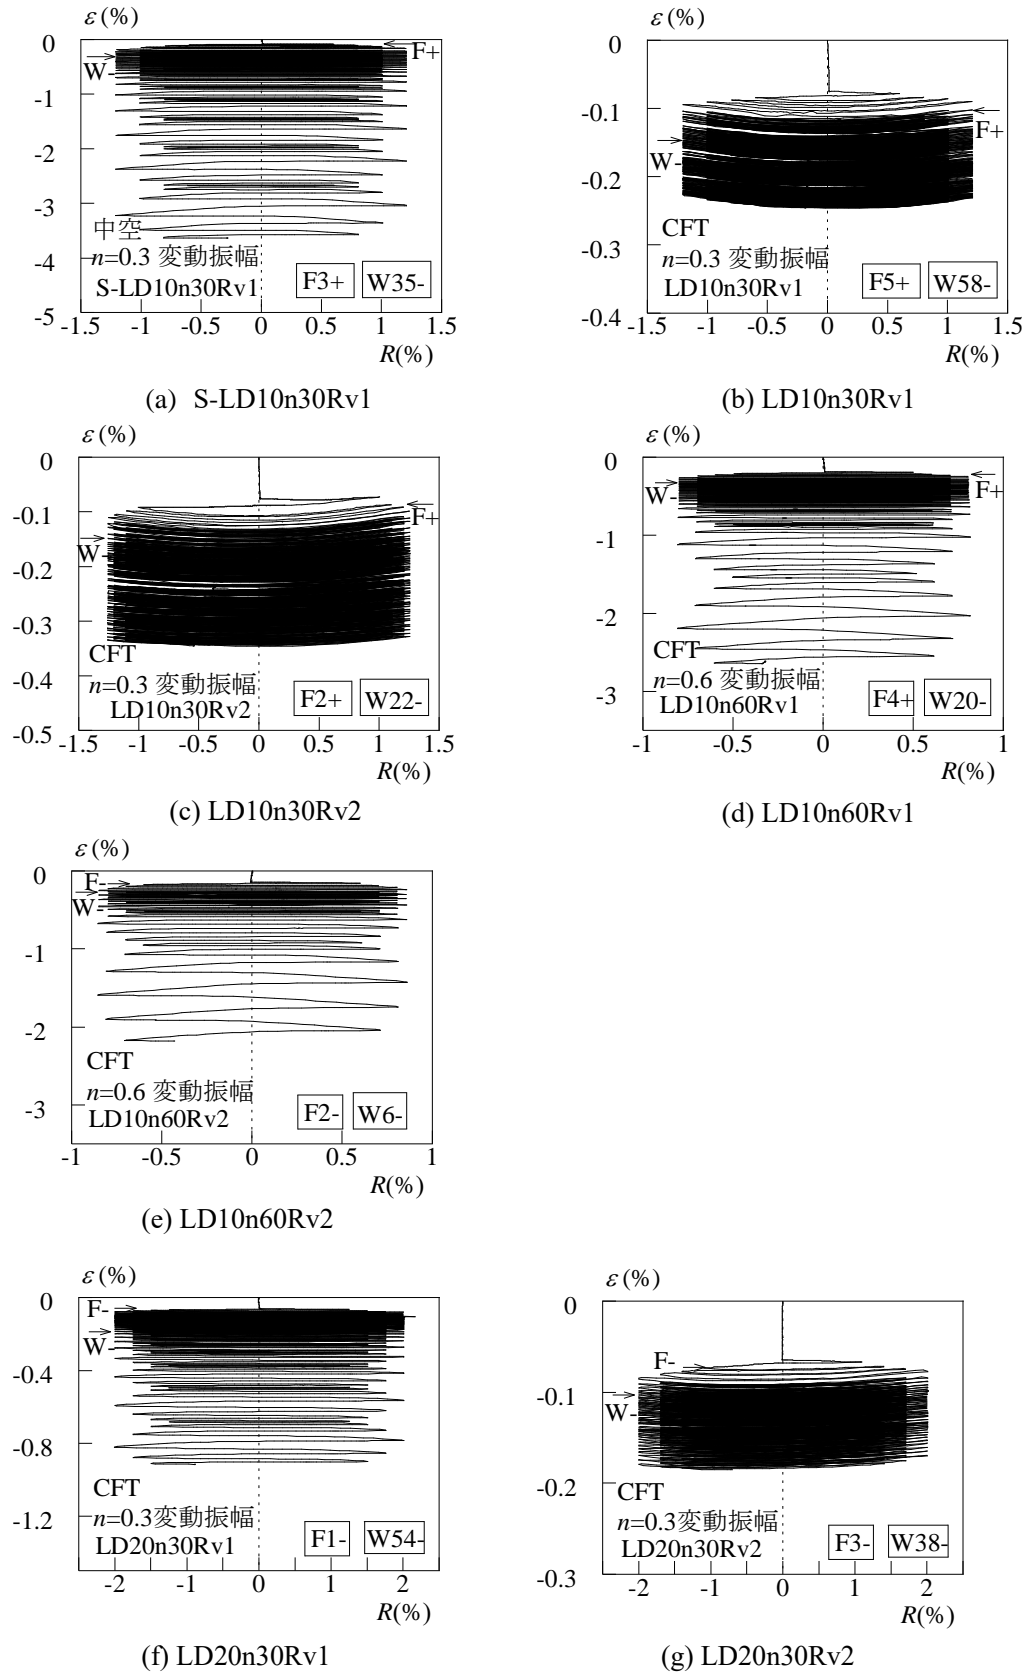 ε(%)
0
-1
-2
-3
-4
-5
F+
W-
中空
n=0.3 変動振幅
S-LD10n30Rv1
F3+ W35-
-1.5 -1 -0.5 0 0.5 1 1.5
R(%)
(a) S-LD10n30Rv1
ε(%)
0
-0.1
-0.2
-0.3
-0.4
F+
W-
CFT
n=0.3 変動振幅
LD10n30Rv1
F5+ W58-
-1.5 -1 -0.5 0 0.5 1 1.5
R(%)
(b) LD10n30Rv1
ε(%)
0
-0.1
-0.2
-0.3
-0.4
-0.5
F+
W-
CFT
n=0.3 変動振幅
LD10n30Rv2
F2+ W22-
-1.5 -1 -0.5 0 0.5 1 1.5
R(%)
(c) LD10n30Rv2
ε(%)
0
-1
-2
-3
W-
F+
CFT
n=0.6 変動振幅
LD10n60Rv1
F4+ W20-
-1 -0.5 0 0.5 1
R(%)
(d) LD10n60Rv1
ε(%)
0
-1
-2
-3
F-
W-
CFT
n=0.6 変動振幅
LD10n60Rv2
F2- W6-
-1 -0.5 0 0.5 1
R(%)
(e) LD10n60Rv2
ε(%)
0
-0.4
-0.8
-1.2
F-
W-
CFT
n=0.3変動振幅
LD20n30Rv1
F1- W54-
-2 -1 0 1 2
R(%)
(f) LD20n30Rv1
ε(%)
0
-0.1
-0.2
-0.3
F-
W-
CFT
n=0.3変動振幅
LD20n30Rv2
F3- W38-
-2 -1 0 1 2
R(%)
(g) LD20n30Rv2